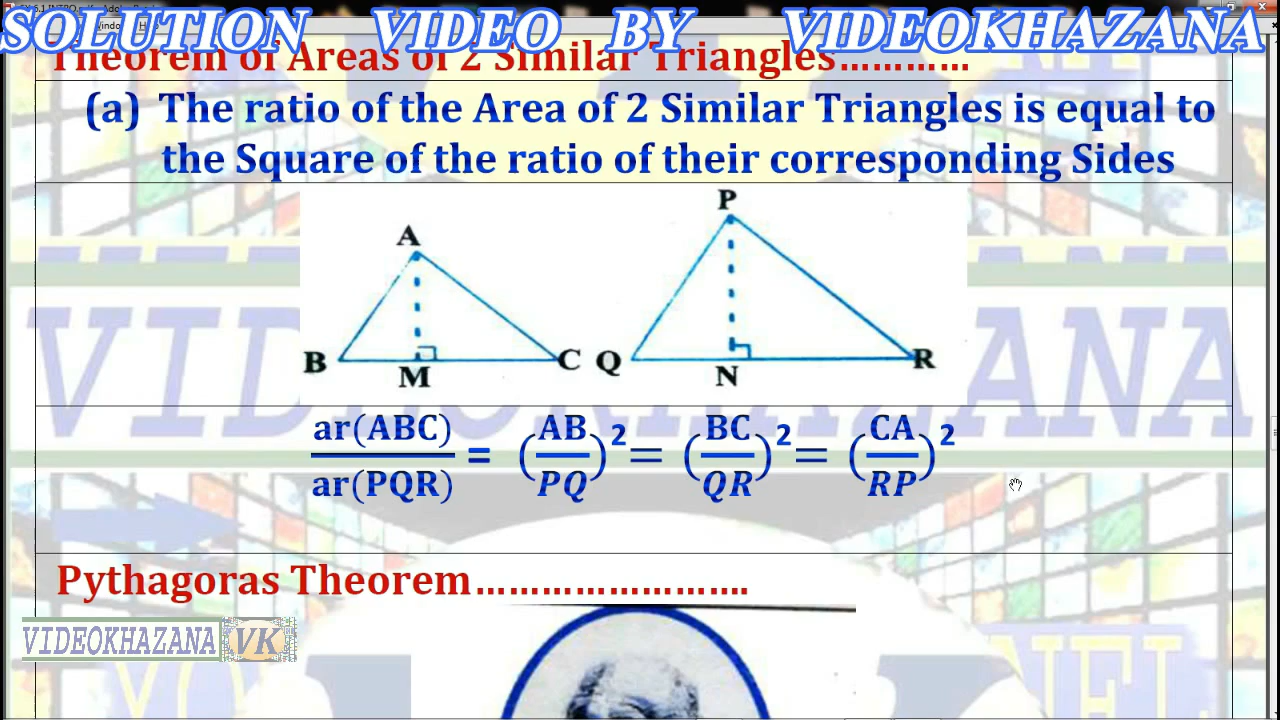 SOLUTION VIDEO BY VIDEOKHAZANA
Theorem of Areas of 2 Similar Triangles…………
(a) The ratio of the Area of 2 Similar Triangles is equal to
the Square of the ratio of their corresponding Sides
A
B
M
C
P
Q
N
R
ar(ABC)/ar(PQR) = (AB/PQ)² = (BC/QR)² = (CA/RP)²
Pythagoras Theorem…………………….
VIDEOKHAZANA VK